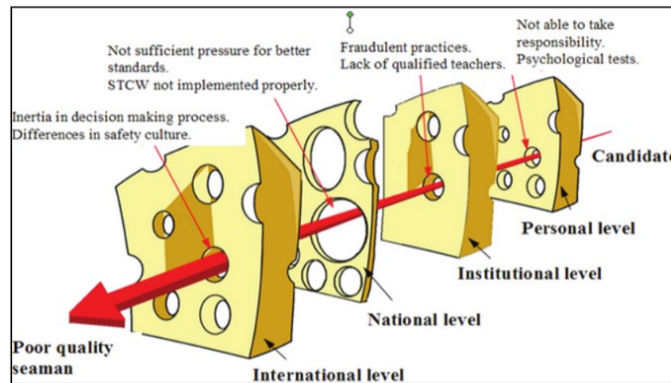 Not sufficient pressure for better
standards.
STCW not implemented properly.
Fraudulent practices.
Lack of qualified teachers.
Not able to take
responsibility.
Psychological tests.
Inertia in decision making process.
Differences in safety culture.
Candidate
Personal level
Institutional level
National level
International level
Poor quality
seaman